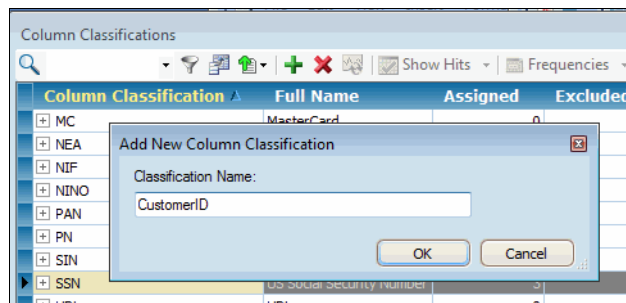 Column Classifications
Show Hits Frequencies
Column Classification Full Name Assigned Excluded
MC MasterCard 0
NEA
Add New Column Classification
NIF
Classification Name:
NINO
CustomerID
PAN
PN
SIN
OK Cancel
SSN US Social Security Number 3